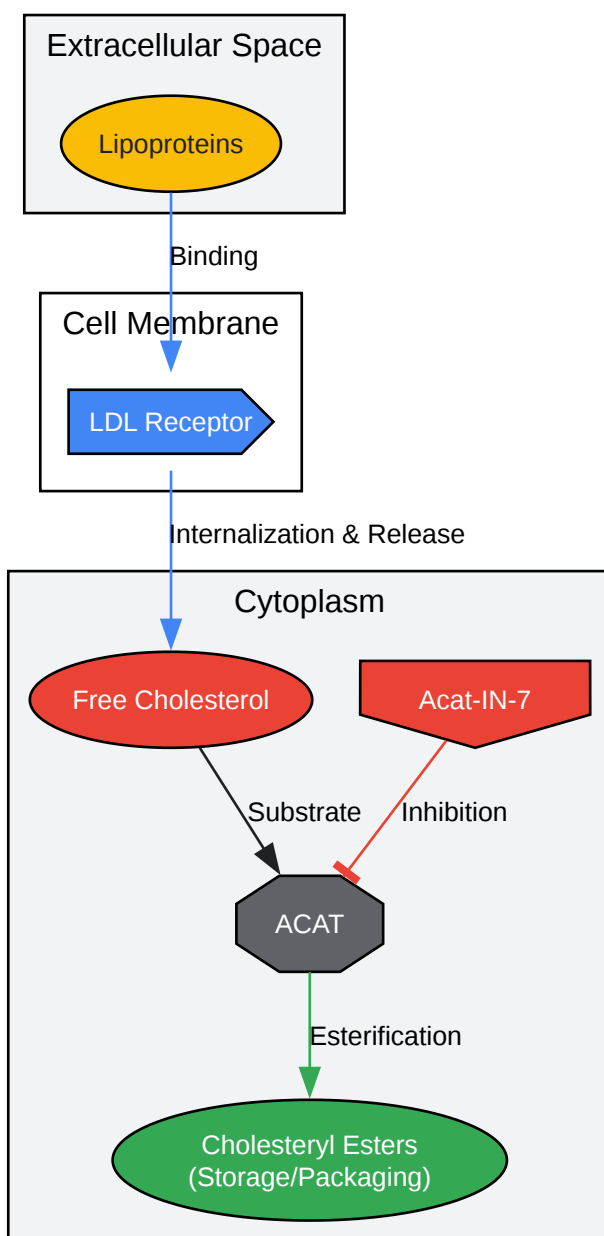 Extracellular Space
Lipoproteins
Binding
Cell Membrane
LDL Receptor
Internalization & Release
Cytoplasm
Free Cholesterol
Acat-IN-7
Substrate
Inhibition
ACAT
Esterification
Cholesteryl Esters
(Storage/Packaging)